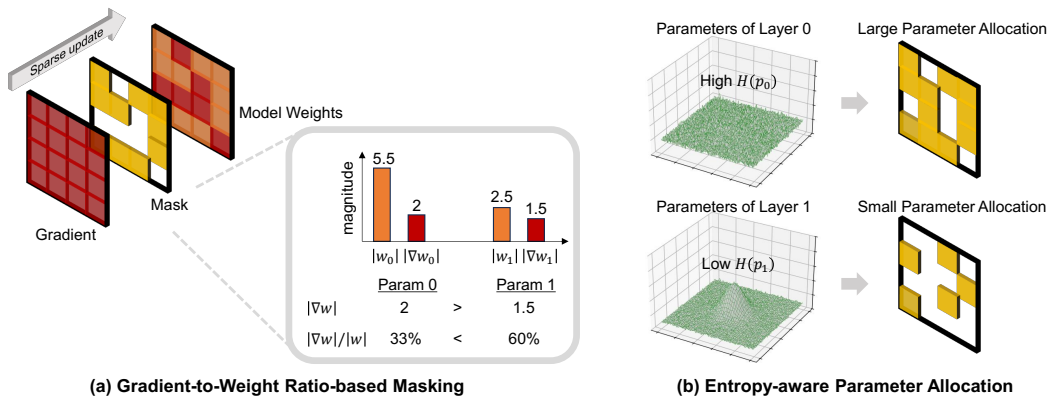 Sparse update
Model Weights
Mask
Gradient
magnitude
5.5
2
2.5
1.5
|w₀| |∇w₀|
|w₁| |∇w₁|
Param 0 Param 1
|∇w| 2 > 1.5
|∇w|/|w| 33% < 60%
(a) Gradient-to-Weight Ratio-based Masking
Parameters of Layer 0
Large Parameter Allocation
High H(p₀)
Parameters of Layer 1
Small Parameter Allocation
Low H(p₁)
(b) Entropy-aware Parameter Allocation